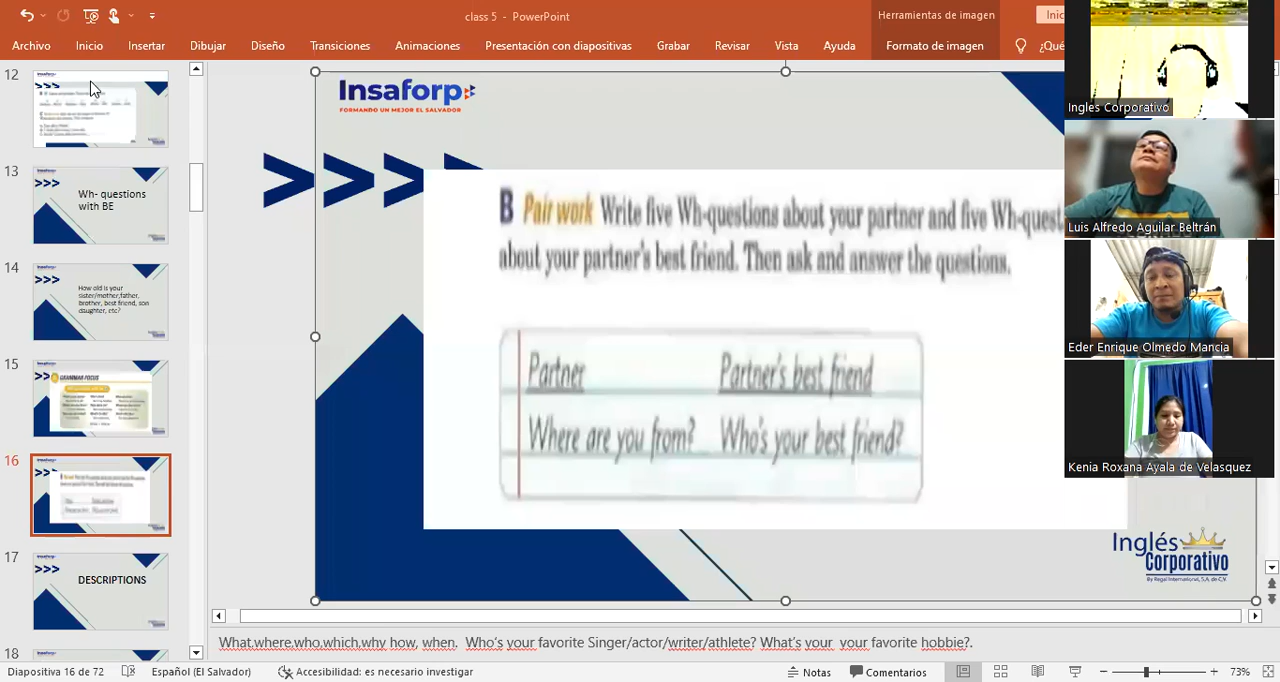 class 5 - PowerPoint
Herramientas de imagen
Archivo
Inicio
Insertar
Dibujar
Diseño
Transiciones
Animaciones
Presentación con diapositivas
Grabar
Revisar
Vista
Ayuda
Formato de imagen
12
13
Wh- questions
with BE
14
How old is your
sister/mother,father,
brother, best friend, son
daughter, etc?
15
GRAMMAR FOCUS
16
17
DESCRIPTIONS
18
Insaforp
FORMANDO UN MEJOR EL SALVADOR
B Pair work Write five Wh-questions about your partner and five Wh-quest
about your partner's best friend. Then ask and answer the questions.
Partner Partner's best friend
Where are you from? Who's your best friend?
Inglés
Corporativo
By Regal International, S.A. de C.V.
Ingles Corporativo
Luis Alfredo Aguilar Beltrán
Eder Enrique Olmedo Mancia
Kenia Roxana Ayala de Velasquez
What.where,who,which,why how, when. Who's your favorite Singer/actor/writer/athlete? What's your your favorite hobbie?.
Diapositiva 16 de 72
Español (El Salvador)
Accesibilidad: es necesario investigar
Notas
Comentarios
73%